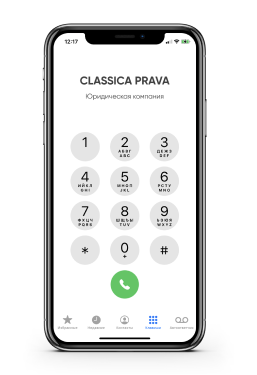 12:17
CLASSICA PRAVA
Юридическая компания
1 2 3
АБВГ ДЕЖЗ
ABC DEF
4 5 6
ИЙКЛ МНОП РСТУ
GHI JKL MNO
7 8 9
ФХЦЧ ШЩЪЫ ЬЭЮЯ
PQRS TUV WXYZ
* 0 #
+
Избранное Недавние Контакты Клавиши Автоответчик